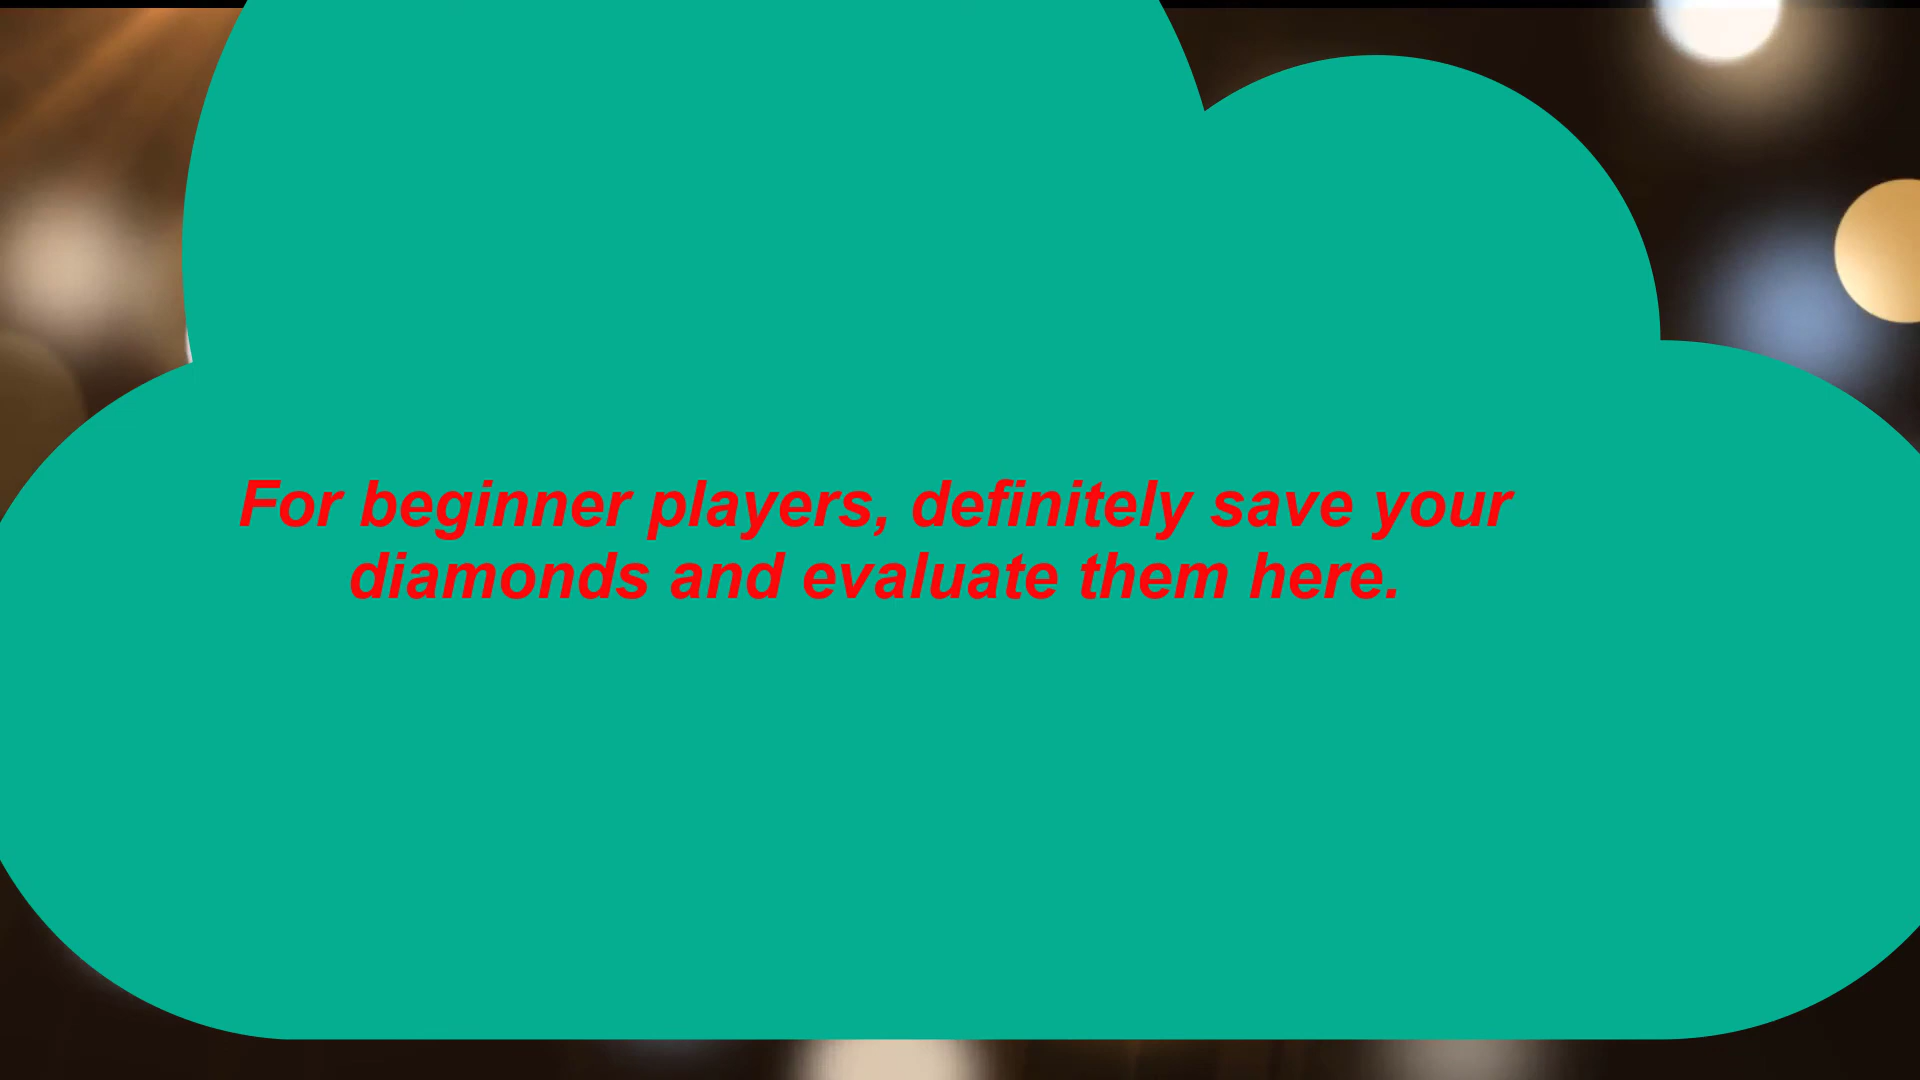 For beginner players, definitely save your
diamonds and evaluate them here.